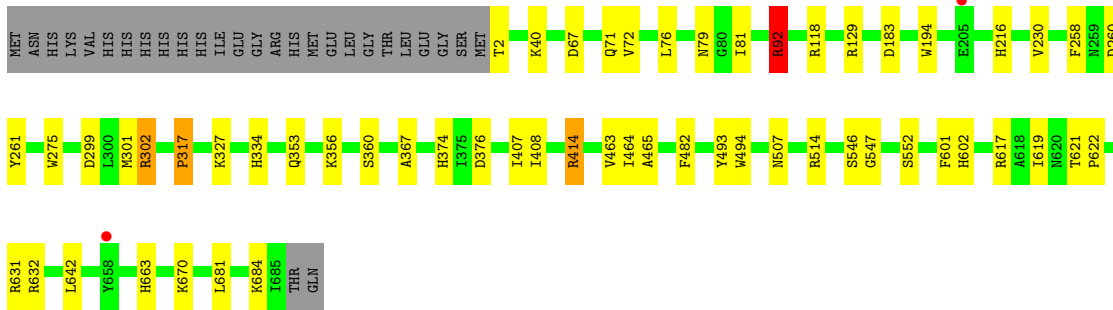 MET ASN HIS LYS VAL HIS HIS HIS HIS HIS HIS ILE GLU GLY ARG HIS MET GLU LEU GLY THR LEU GLU GLY SER MET T2 K40 D67 Q71 V72 L76 N79 G80 I81 R92 R118 R129 D183 W194 E205 H216 V230 F258 N259
Y261 W275 D299 L300 M301 R302 P317 K327 H334 Q353 K356 S360 A367 H374 I375 D376 I407 I408 R414 V463 I464 A465 F482 Y493 W494 N507 R514 S546 G547 S552 F601 H602 R617 A618 I619 N620 T621 P622
R631 R632 L642 Y658 H663 K670 L681 K684 I685 THR GLN